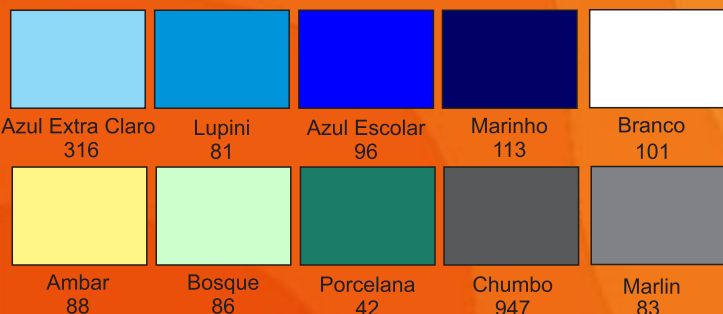 Azul Extra Claro
316
Lupini
81
Azul Escolar
96
Marinho
113
Branco
101
Ambar
88
Bosque
86
Porcelana
42
Chumbo
947
Marlin
83